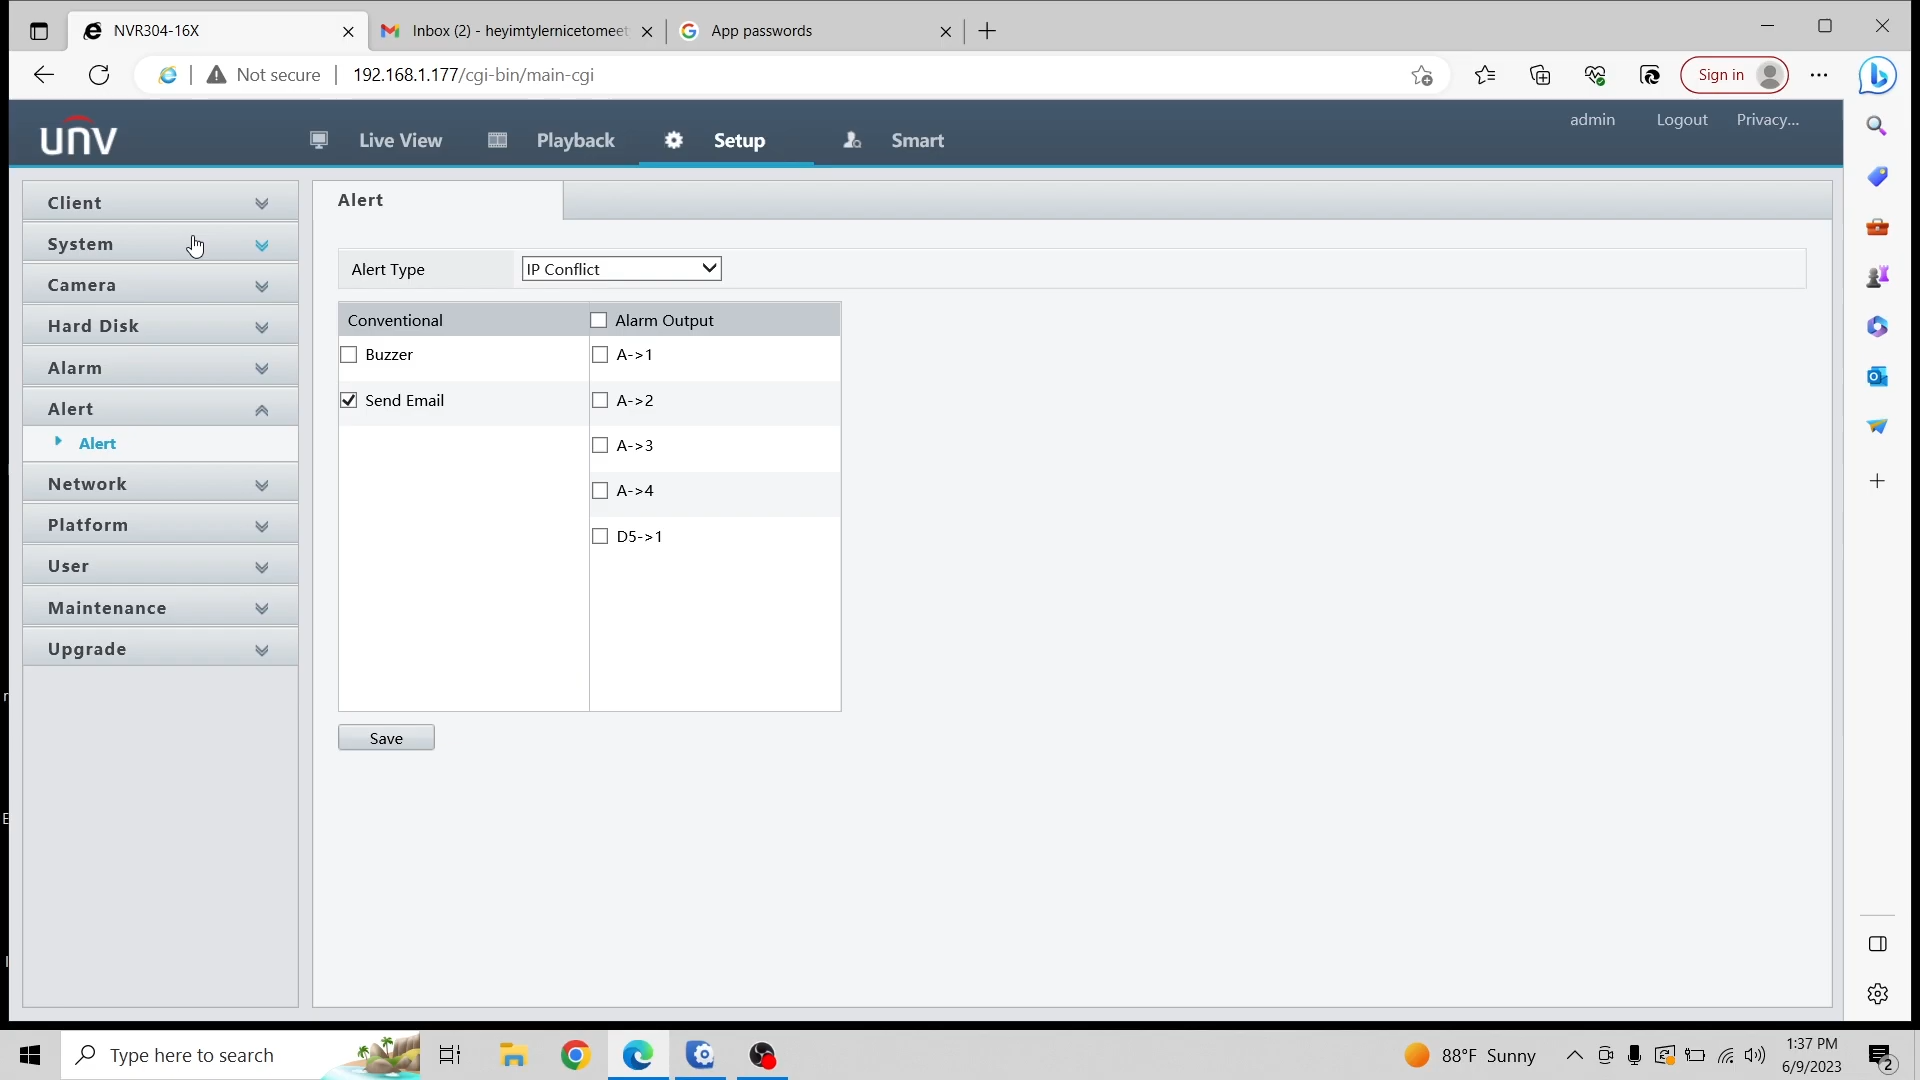 NVR304-16X
Inbox (2) - heyimtylernicetomeet
App passwords
Not secure
192.168.1.177/cgi-bin/main-cgi
Sign in
unv
Live View
Playback
Setup
Smart
admin
Logout
Privacy...
Client
System
Camera
Hard Disk
Alarm
Alert
Alert
Network
Platform
User
Maintenance
Upgrade
Alert
Alert Type
IP Conflict
Conventional
Alarm Output
Buzzer
A->1
Send Email
A->2
A->3
A->4
D5->1
Save
Type here to search
88°F Sunny
1:37 PM
6/9/2023
2